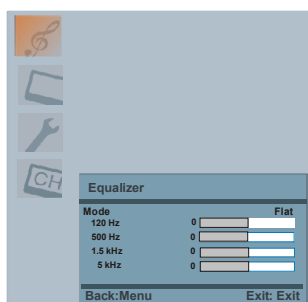 CH
Equalizer
Mode Flat
120 Hz 0
500 Hz 0
1.5 kHz 0
5 kHz 0
Back:Menu Exit: Exit